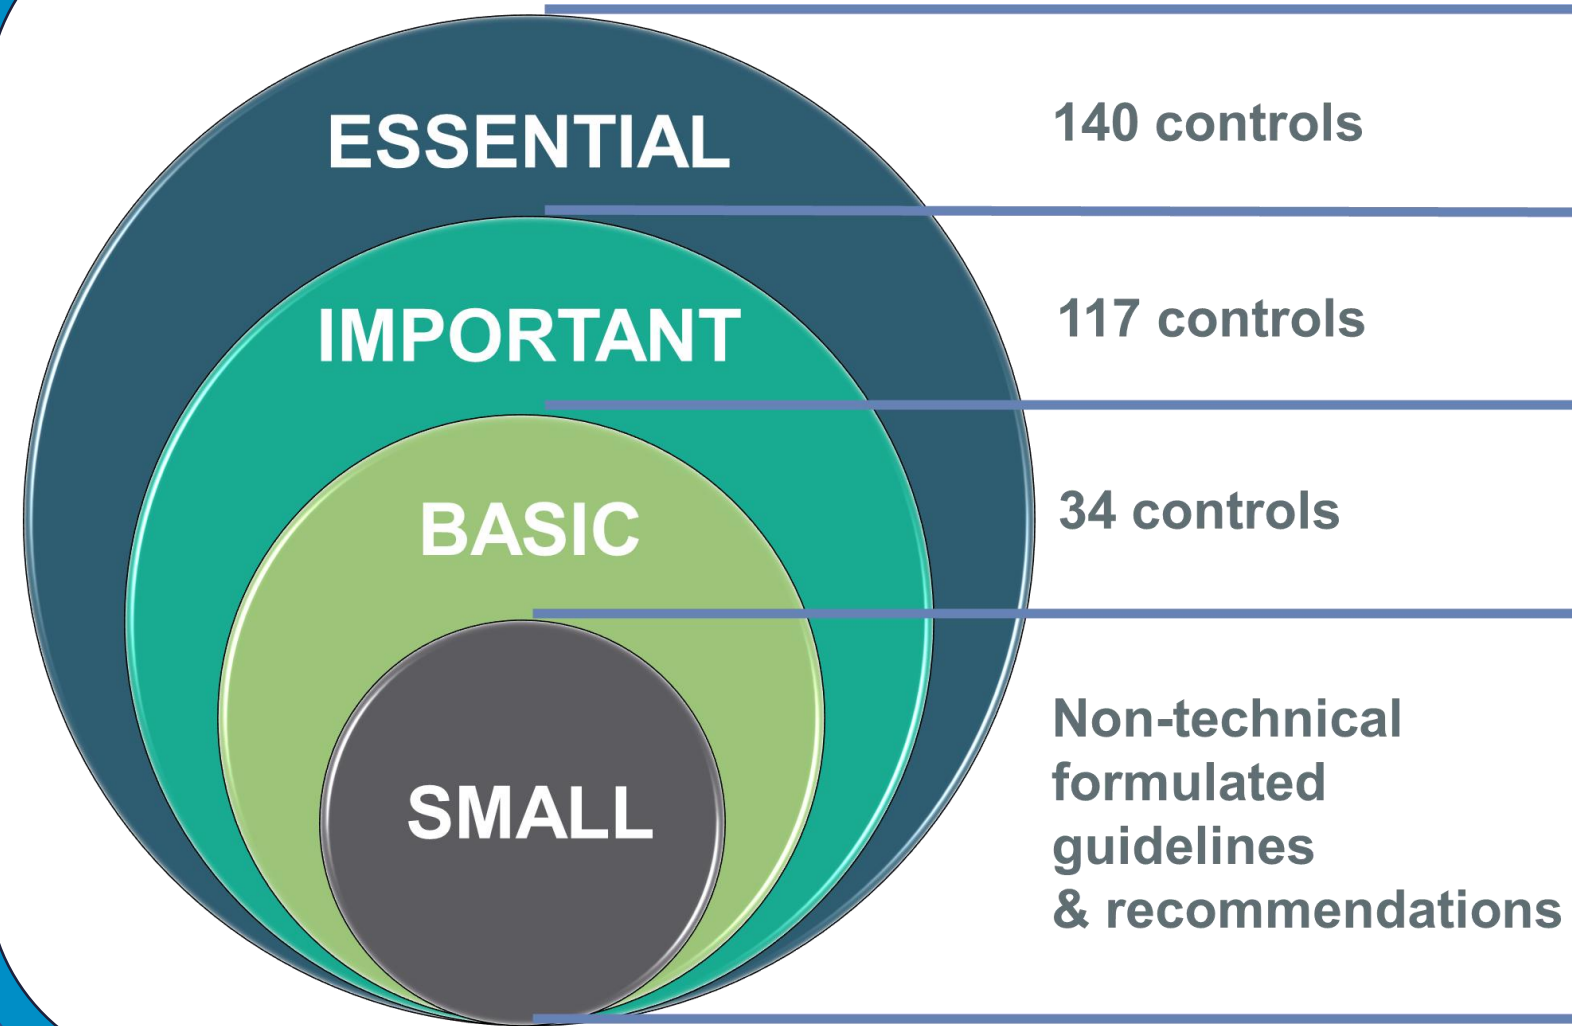 ESSENTIAL
140 controls
IMPORTANT
117 controls
BASIC
34 controls
SMALL
Non-technical
formulated
guidelines
& recommendations